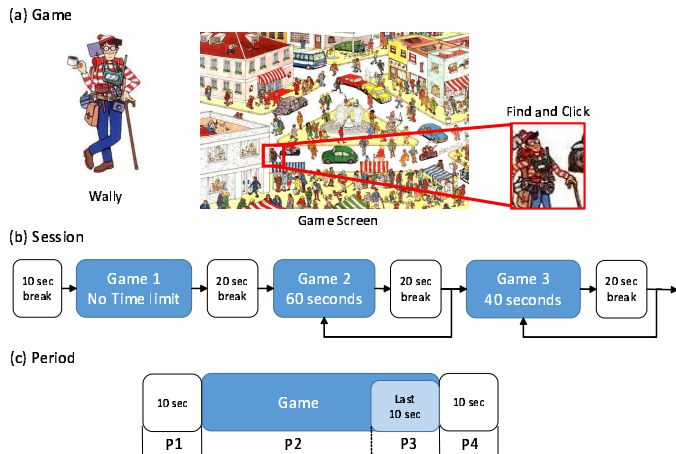 (a) Game
Find and Click
Wally
Game Screen
(b) Session
10 sec
break
Game 1
No Time limit
20 sec
break
Game 2
60 seconds
20 sec
break
Game 3
40 seconds
20 sec
break
(c) Period
10 sec
Game
Last
10 sec
10 sec
P1
P2
P3
P4